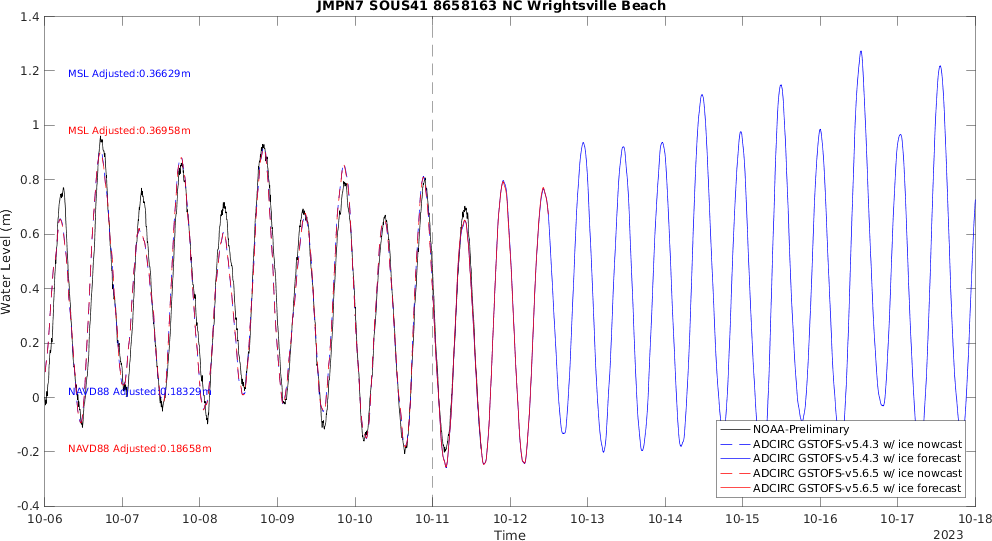 JMPN7 SOUS41 8658163 NC Wrightsville Beach
1.4
1.2
1
0.8
0.6
0.4
0.2
0
-0.2
-0.4
Water Level (m)
MSL Adjusted:0.36629m
MSL Adjusted:0.36958m
NAVD88 Adjusted:0.18329m
NAVD88 Adjusted:0.18658m
NOAA-Preliminary
ADCIRC GSTOFS-v5.4.3 w/ ice nowcast
ADCIRC GSTOFS-v5.4.3 w/ ice forecast
ADCIRC GSTOFS-v5.6.5 w/ ice nowcast
ADCIRC GSTOFS-v5.6.5 w/ ice forecast
10-06 10-07 10-08 10-09 10-10 10-11 10-12 10-13 10-14 10-15 10-16 10-17 10-18
Time
2023